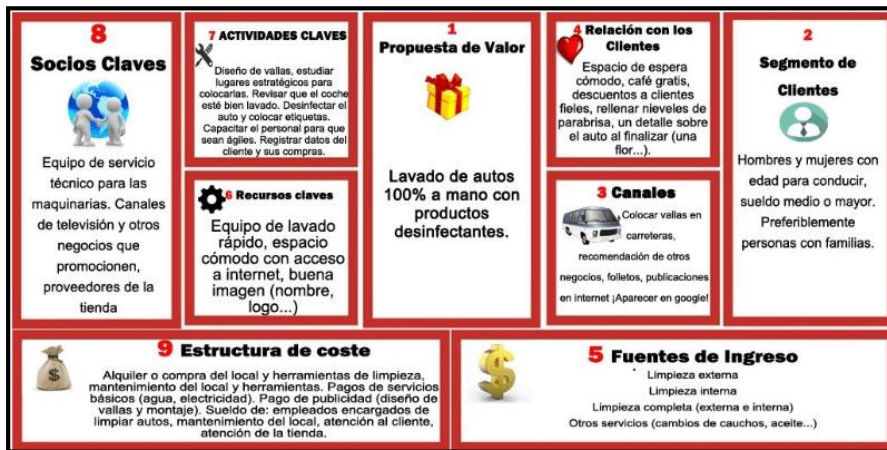 8
Socios Claves
Equipo de servicio
técnico para las
maquinarias. Canales
de televisión y otros
negocios que
promocionen,
proveedores de la
tienda
7 ACTIVIDADES CLAVES
Diseño de vallas, estudiar
lugares estratégicos para
colocarlas. Revisar que el coche
esté bien lavado. Desinfectar el
auto y colocar etiquetas.
Capacitar el personal para que
sean ágiles. Registrar datos del
cliente y sus compras.
6 Recursos claves
Equipo de lavado
rápido, espacio
cómodo con acceso
a internet, buena
imagen (nombre,
logo...)
1
Propuesta de Valor
Lavado de autos
100% a mano con
productos
desinfectantes.
4 Relación con los
Clientes
Espacio de espera
cómodo, café gratis,
descuentos a clientes
fieles, rellenar nieveles de
parabrisa, un detalle sobre
el auto al finalizar (una
flor...).
3 Canales
Colocar vallas en
carreteras,
recomendación de otros
negocios, folletos, publicaciones
en internet ¡Aparecer en google!
2
Segmento de
Clientes
Hombres y mujeres con
edad para conducir,
sueldo medio o mayor.
Preferiblemente
personas con familias.
9 Estructura de coste
$
Alquiler o compra del local y herramientas de limpieza,
mantenimiento del local y herramientas. Pagos de servicios
básicos (agua, electricidad). Pago de publicidad (diseño de
vallas y montaje). Sueldo de: empleados encargados de
limpiar autos, mantenimiento del local, atención al cliente,
atención de la tienda.
$
5 Fuentes de Ingreso
Limpieza externa
Limpieza interna
Limpieza completa (externa e interna)
Otros servicios (cambios de cauchos, aceite...)